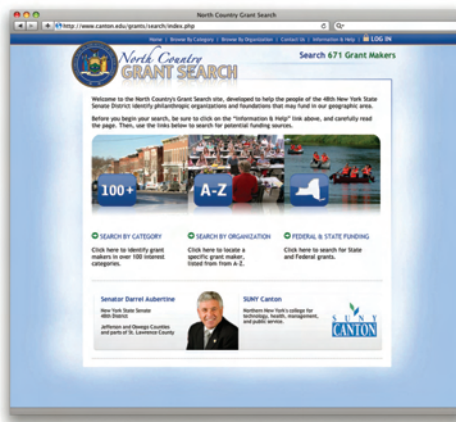 North Country Grant Search
http://www.canton.edu/grants/search/index.php
Home | Browse By Category | Browse By Organization | Contact Us | Information & Help | LOG IN
North Country
GRANT SEARCH
Search 671 Grant Makers
Welcome to the North Country's Grant Search site, developed to help the people of the 48th New York State
Senate District identify philanthropic organizations and foundations that may fund in our geographic area.
Before you begin your search, be sure to click on the "Information & Help" link above, and carefully read
the page. Then, use the links below to search for potential funding sources.
100+
A-Z
SEARCH BY CATEGORY
Click here to identify grant
makers in over 100 interest
categories.
SEARCH BY ORGANIZATION
Click here to locate a
specific grant maker,
listed from from A-Z.
FEDERAL & STATE FUNDING
Click here to search for State
and Federal grants.
Senator Darrel Aubertine
New York State Senate
48th District
Jefferson and Oswego Counties
and parts of St. Lawrence County
SUNY Canton
Northern New York's college for
technology, health, management,
and public service.
SUNY
CANTON